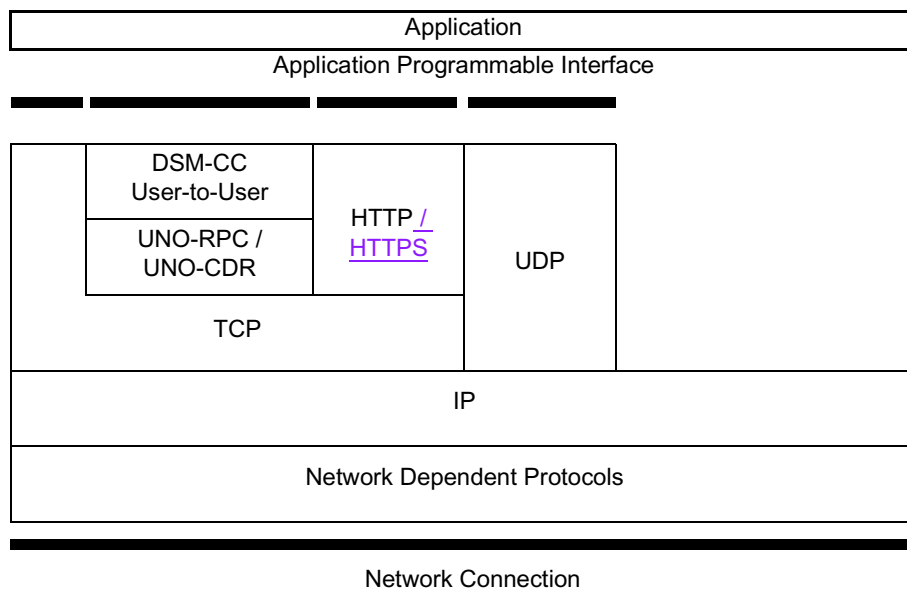 Application
Application Programmable Interface
DSM-CC
User-to-User
UNO-RPC /
UNO-CDR
HTTP /
HTTPS
UDP
TCP
IP
Network Dependent Protocols
Network Connection